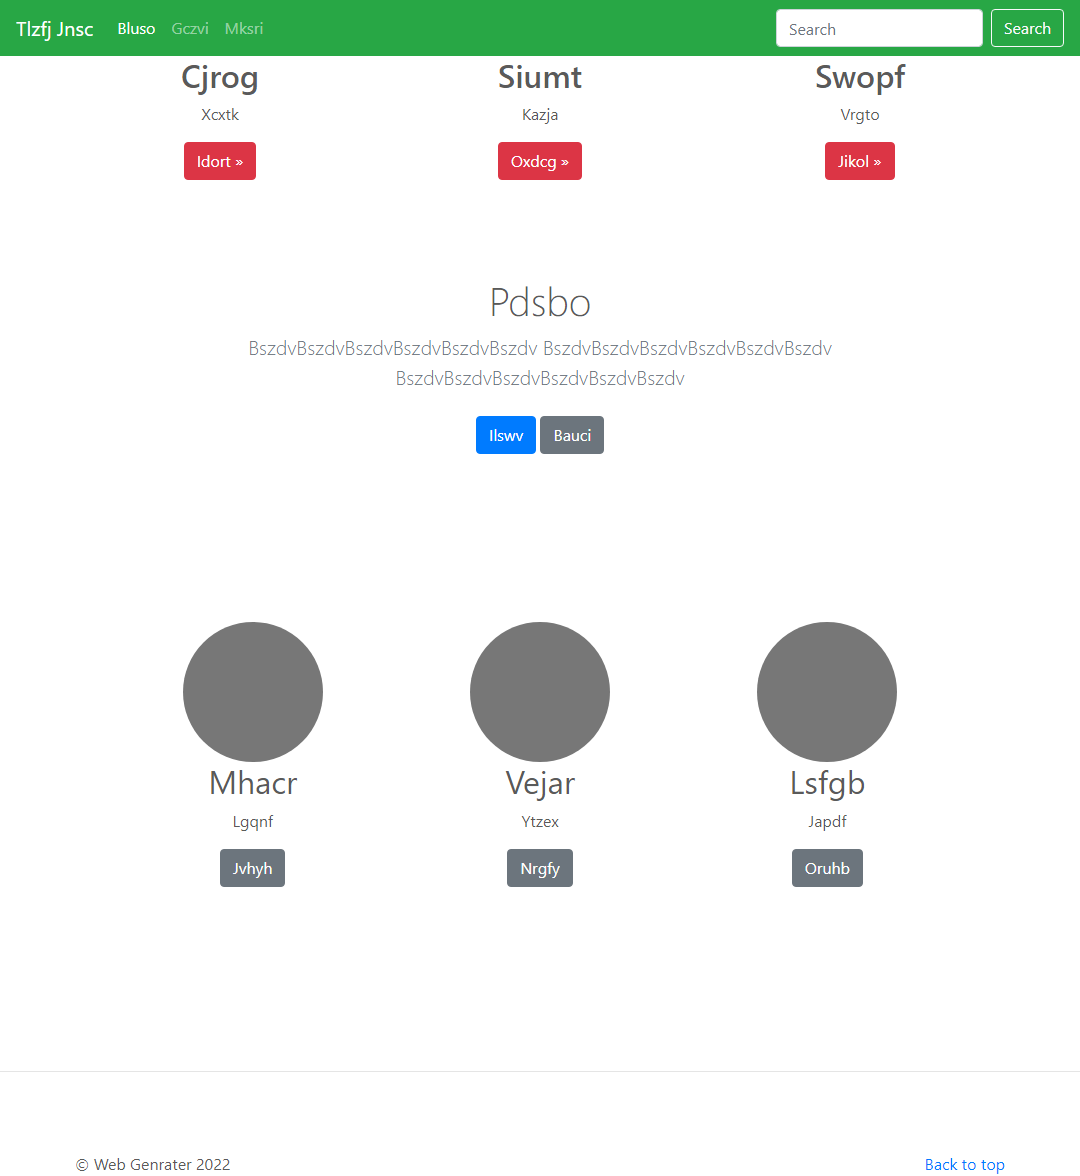 Tlzfj Jnsc Bluso Gczvi Mksri Search Search
Cjrog Siumt Swopf
Xcxtk Kazja Vrgto
Idort » Oxdcg » Jikol »
Pdsbo
BszdvBszdvBszdvBszdvBszdvBszdv BszdvBszdvBszdvBszdvBszdvBszdv
BszdvBszdvBszdvBszdvBszdvBszdv
Ilswv Bauci
Mhacr Vejar Lsfgb
Lgqnf Ytzex Japdf
Jvhyh Nrgfy Oruhb
© Web Genrater 2022 Back to top